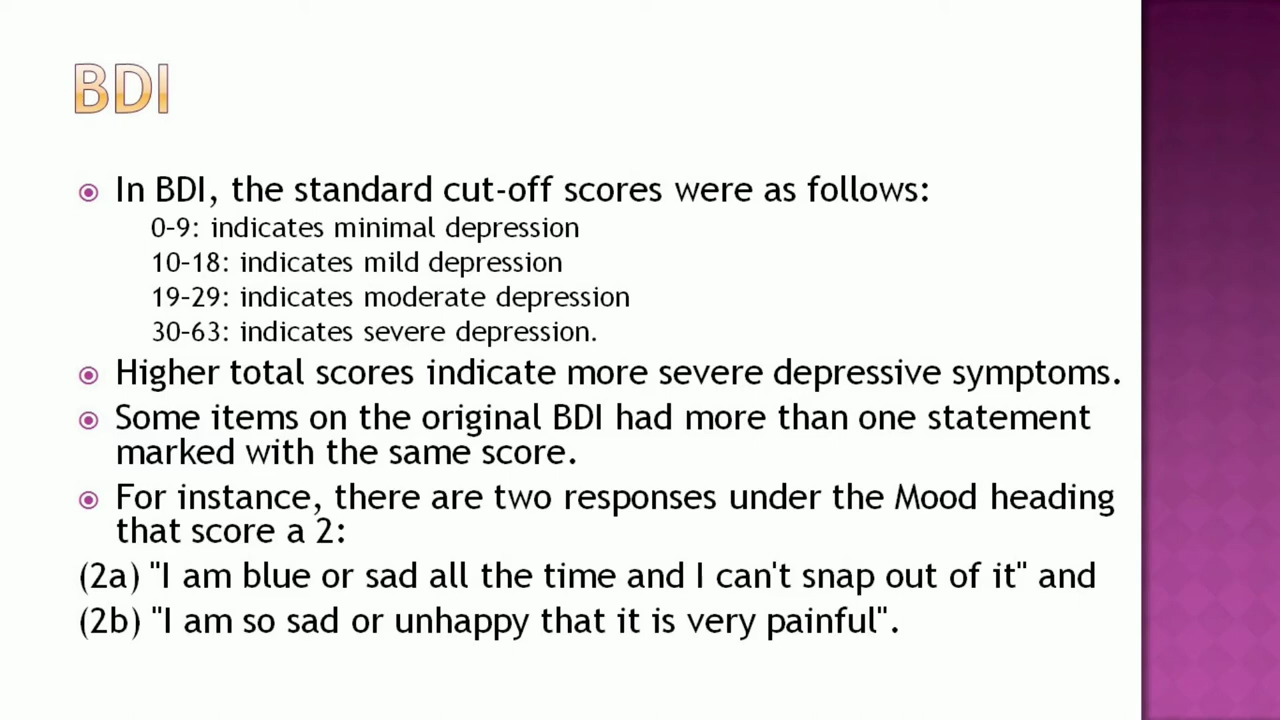 BDI
In BDI, the standard cut-off scores were as follows:
0-9: indicates minimal depression
10-18: indicates mild depression
19-29: indicates moderate depression
30-63: indicates severe depression.
Higher total scores indicate more severe depressive symptoms.
Some items on the original BDI had more than one statement
marked with the same score.
For instance, there are two responses under the Mood heading
that score a 2:
(2a) "I am blue or sad all the time and I can't snap out of it" and
(2b) "I am so sad or unhappy that it is very painful".